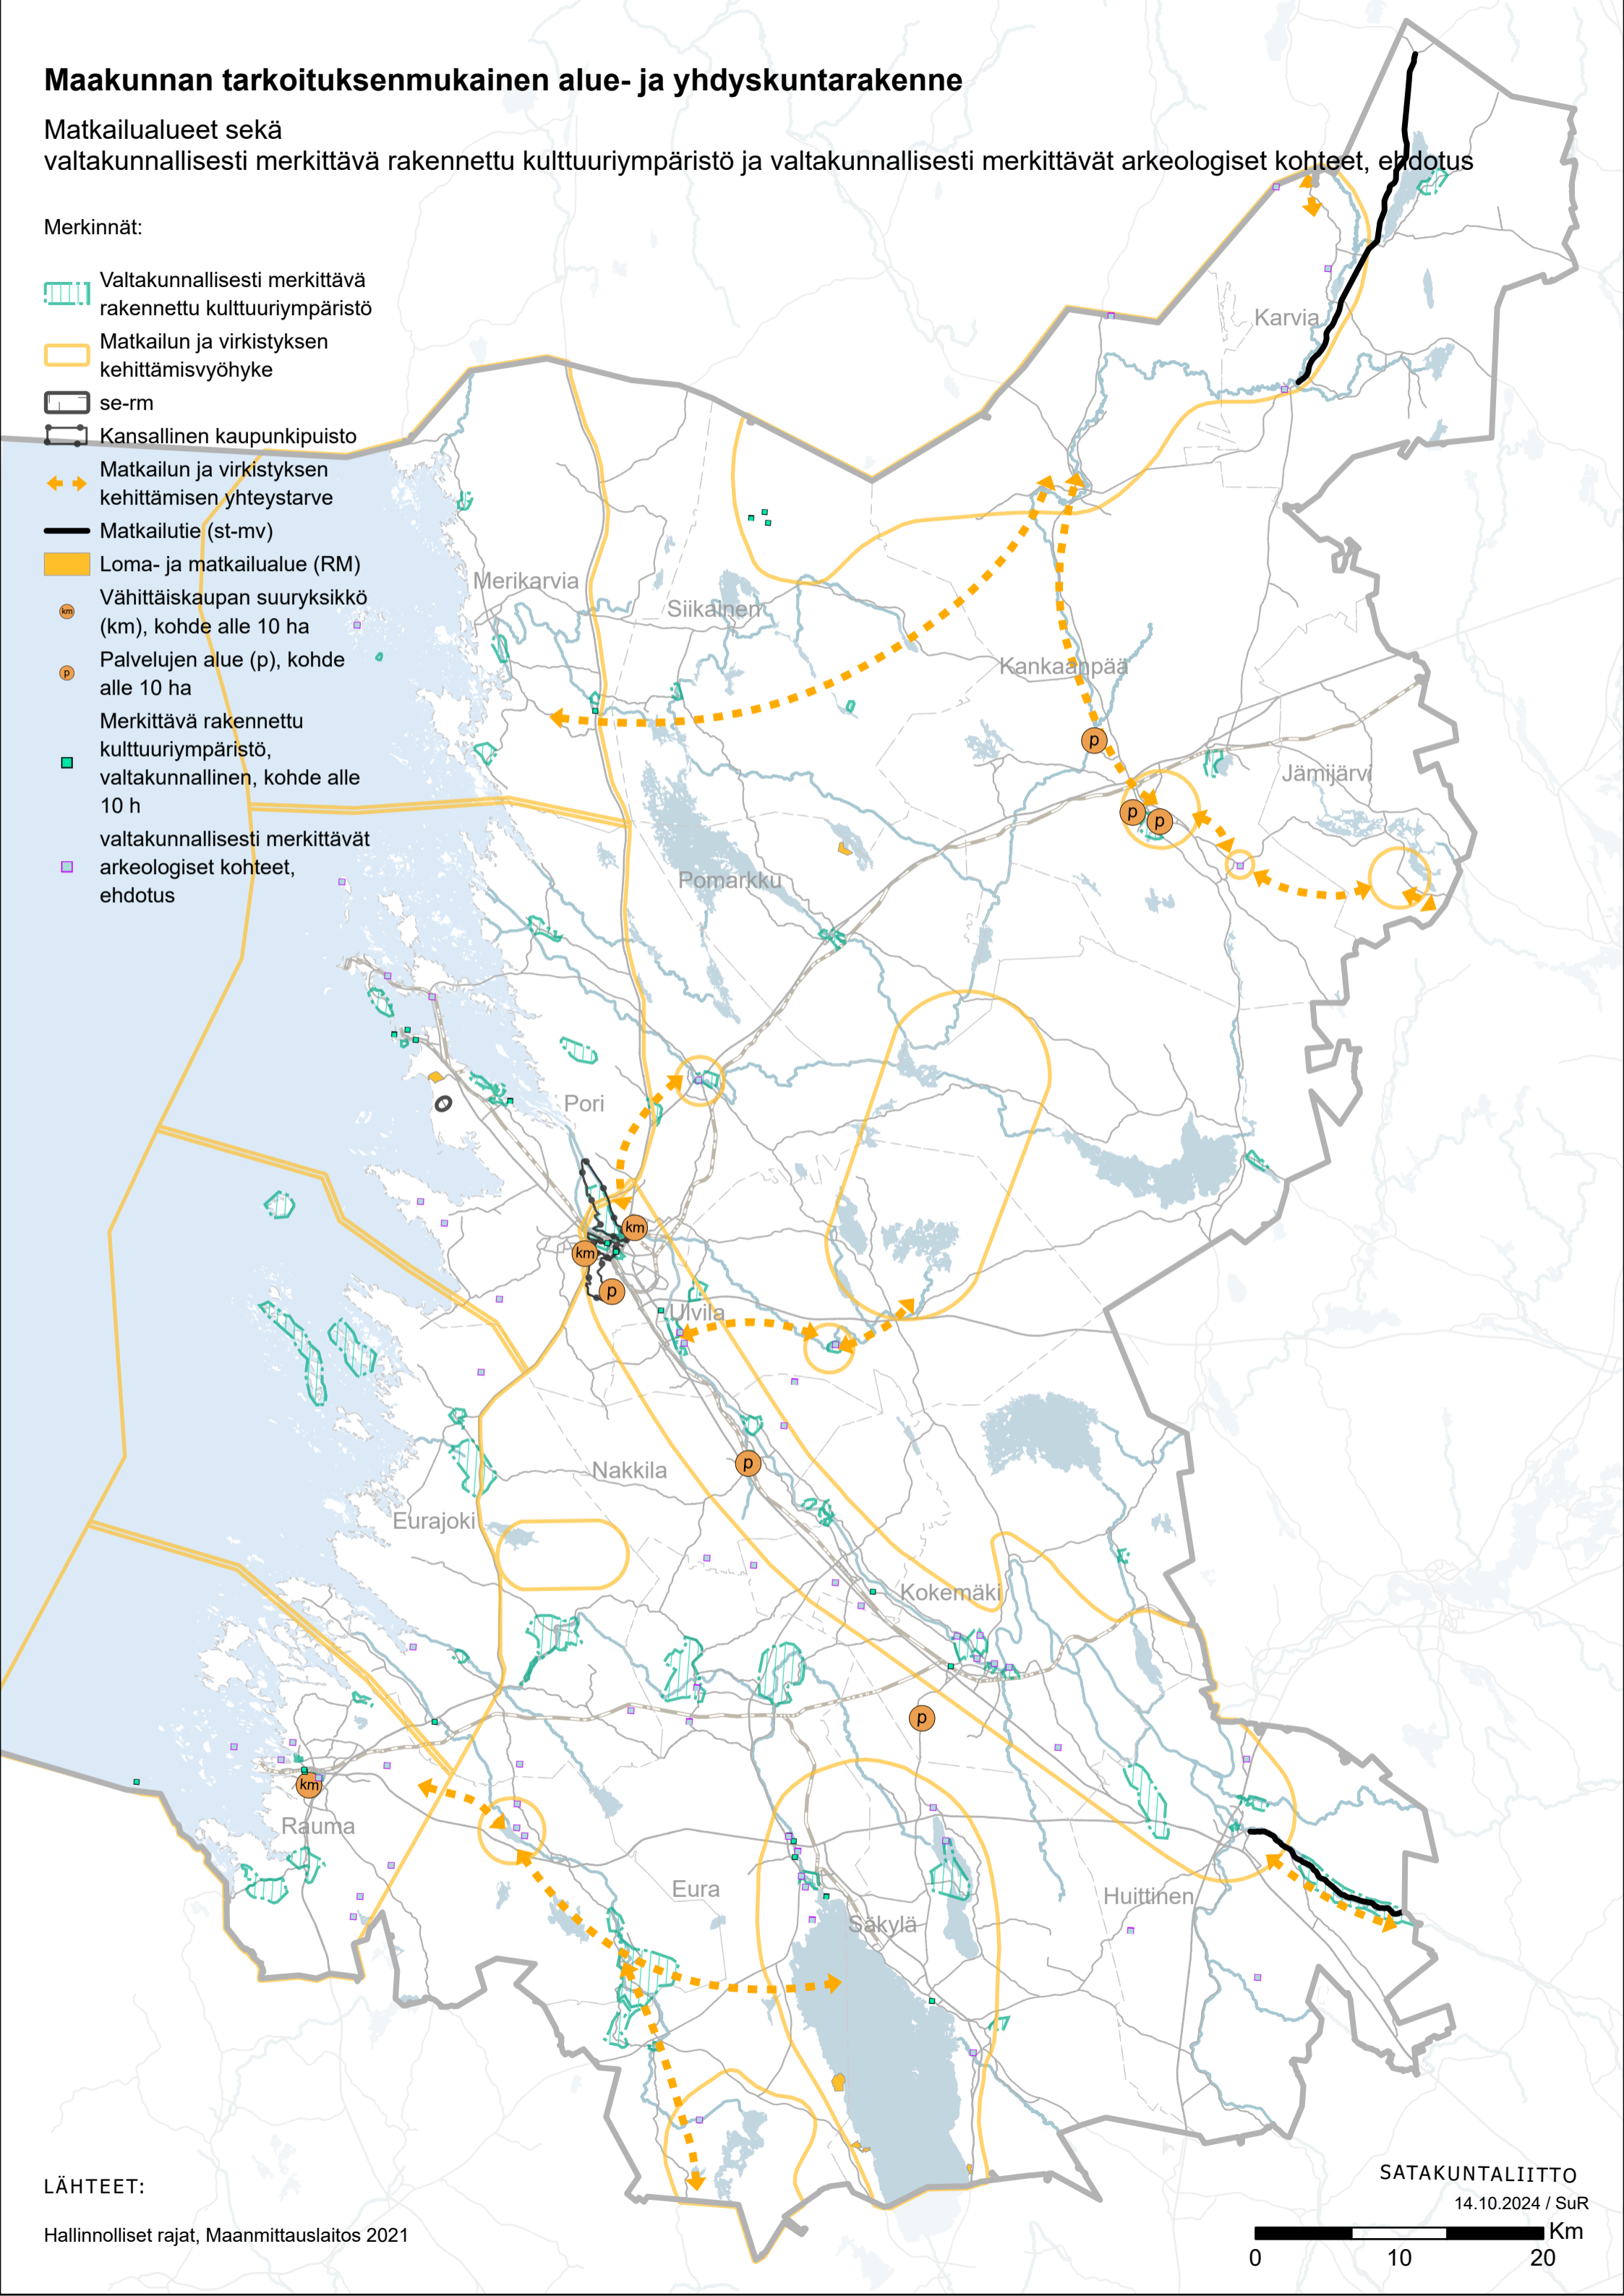 Maakunnan tarkoituksenmukainen alue- ja yhdyskuntarakenne
Matkailualueet sekä
valtakunnallisesti merkittävä rakennettu kulttuuriympäristö ja valtakunnallisesti merkittävät arkeologiset kohteet, ehdotus
Merkinnät:
Valtakunnallisesti merkittävä
rakennettu kulttuuriympäristö
Matkailun ja virkistyksen
kehittämisvyöhyke
se-rm
Kansallinen kaupunkipuisto
Matkailun ja virkistyksen
kehittämisen yhteystarve
Matkailutie (st-mv)
Loma- ja matkailualue (RM)
km
Vähittäiskaupan suuryksikkö
(km), kohde alle 10 ha
p
Palvelujen alue (p), kohde
alle 10 ha
Merkittävä rakennettu
kulttuuriympäristö,
valtakunnallinen, kohde alle
10 h
valtakunnallisesti merkittävät
arkeologiset kohteet,
ehdotus
Karvia
Merikarvia
Siikainen
Kankaanpää
p
Jämijärvi
p
p
Pomarkku
Pori
km
km
p
Ulvila
p
Nakkila
Eurajoki
Kokemäki
p
km
Rauma
Eura
Huittinen
Säkylä
LÄHTEET:
Hallinnolliset rajat, Maanmittauslaitos 2021
SATAKUNTALIITTO
14.10.2024 / SuR
Km
0 10 20